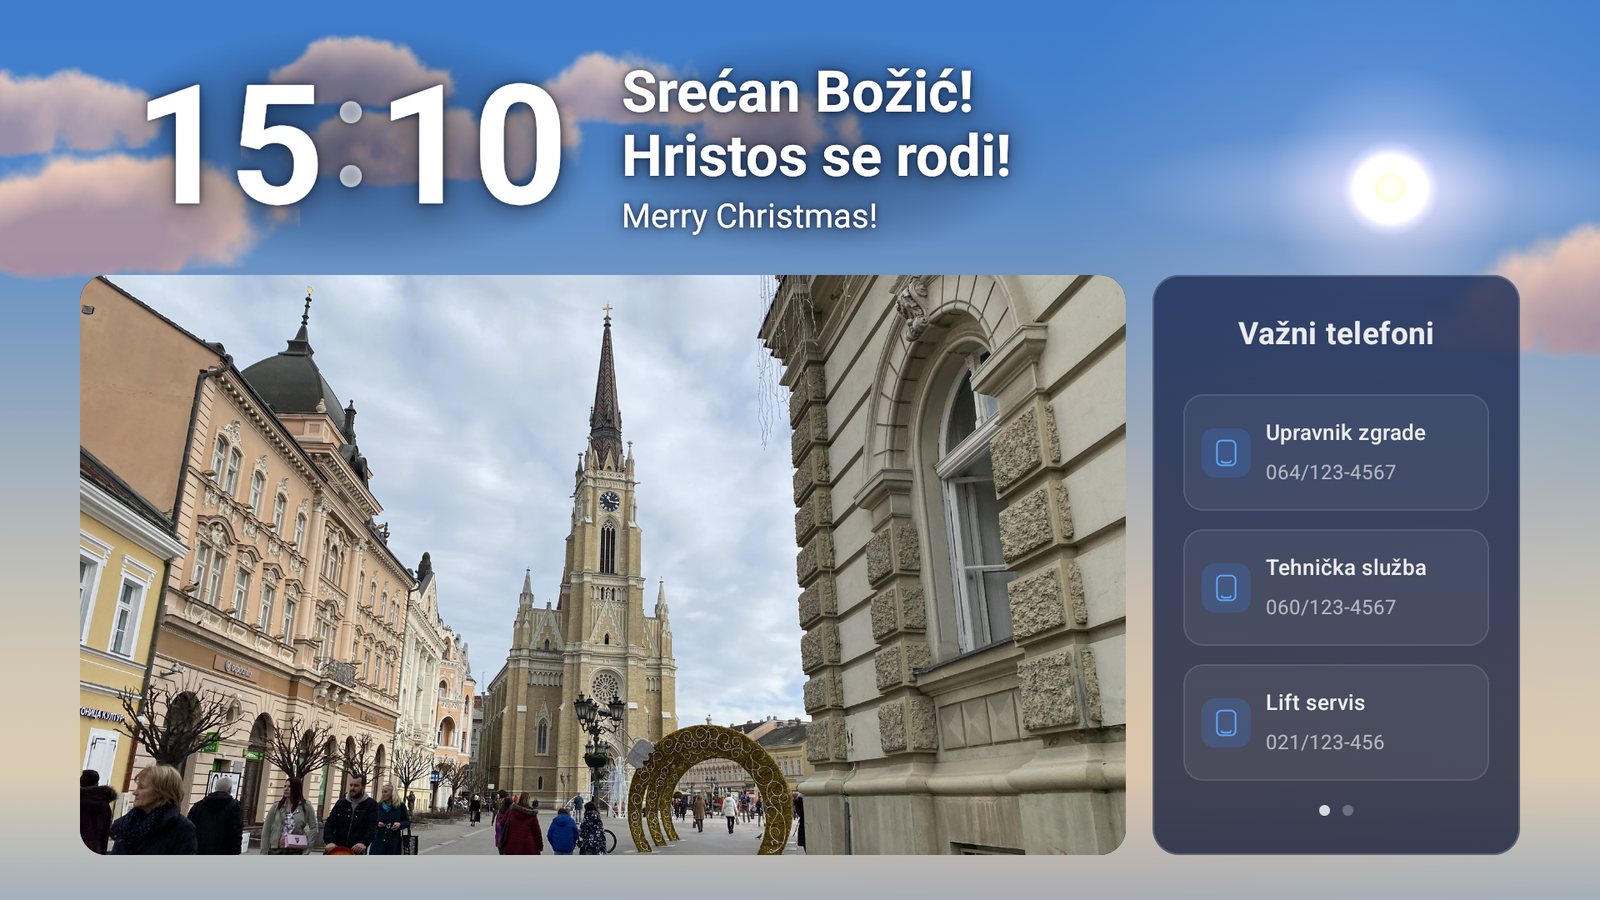 15:10
Srećan Božić!
Hristos se rodi!
Merry Christmas!
Važni telefoni
Upravnik zgrade
064/123-4567
Tehnička služba
060/123-4567
Lift servis
021/123-456